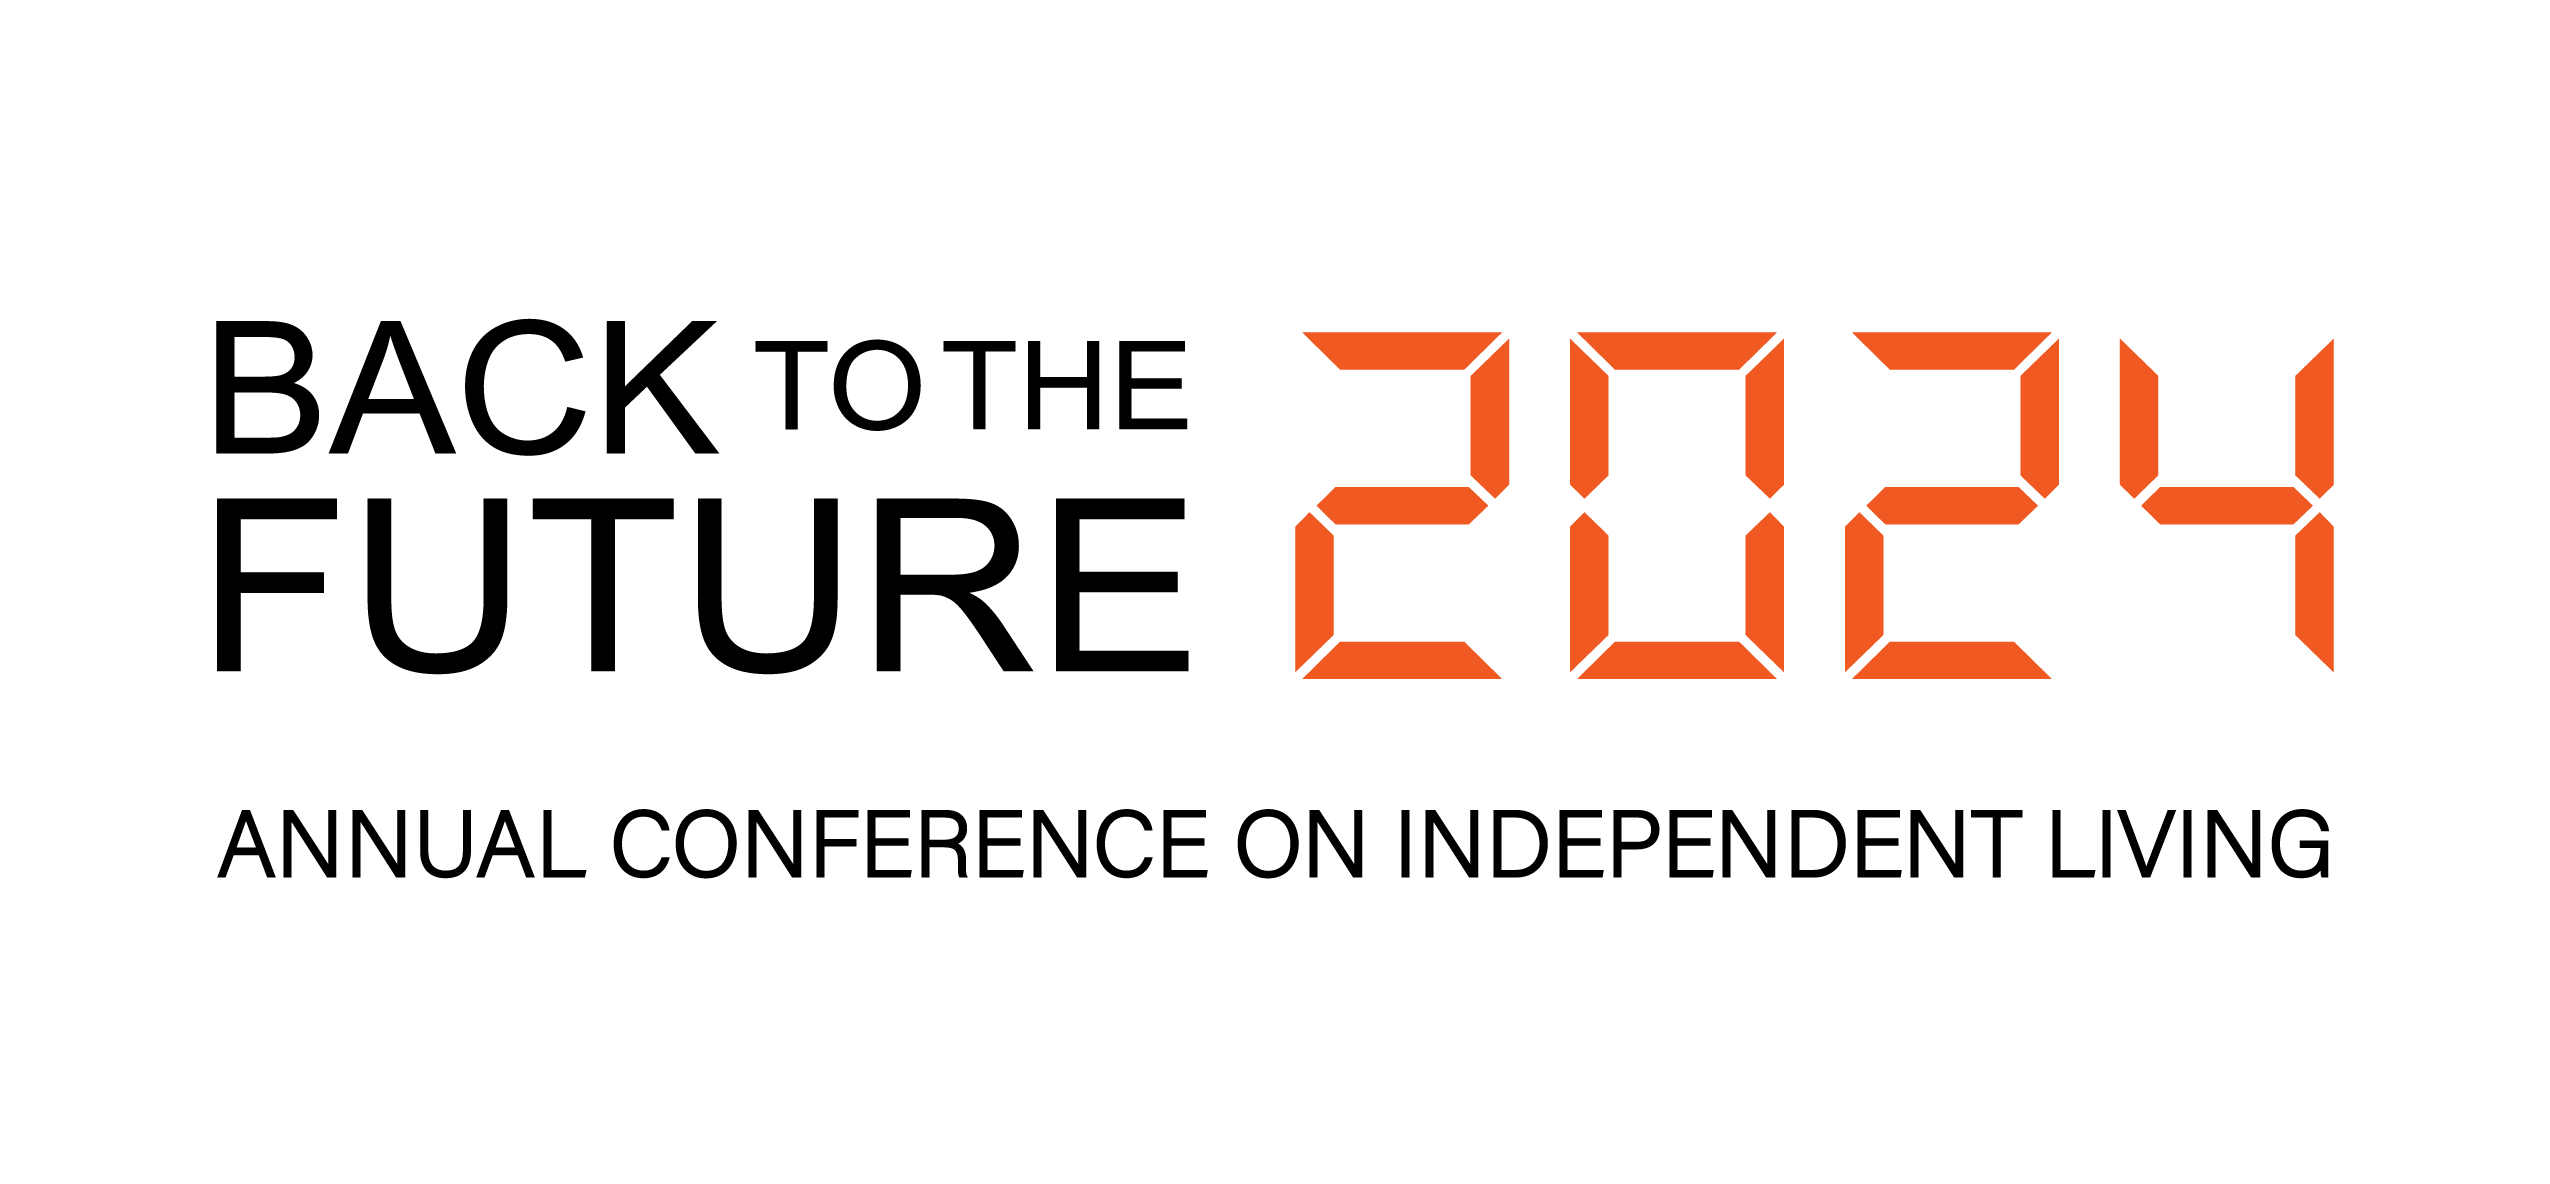 BACK TO THE
FUTURE 2024
ANNUAL CONFERENCE ON INDEPENDENT LIVING